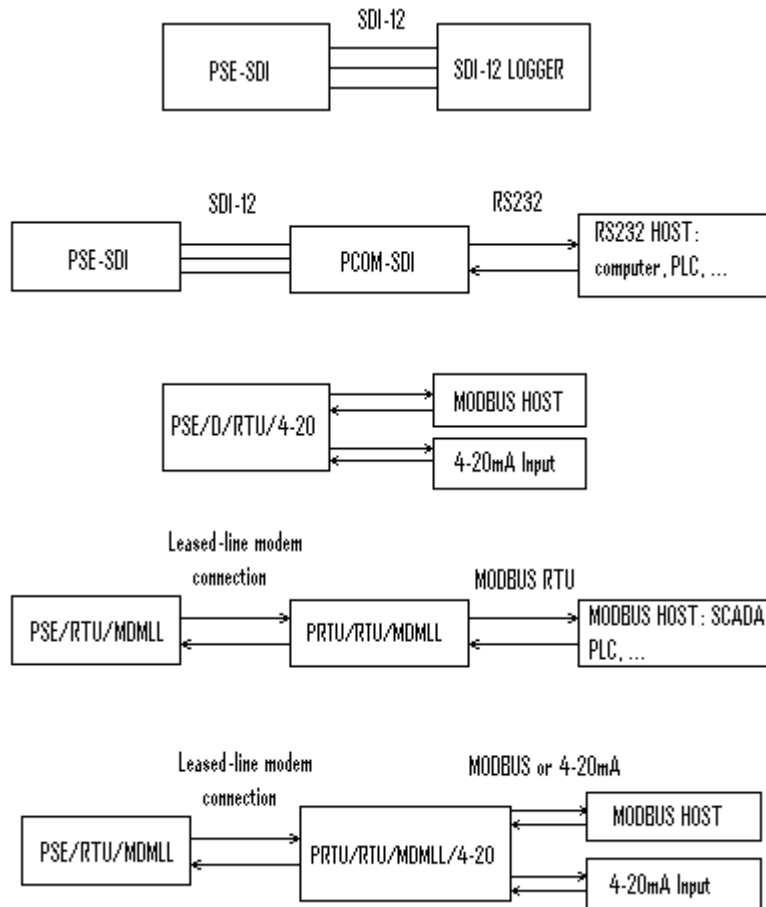 SDI-12
PSE-SDI
SDI-12 LOGGER
SDI-12
RS232
PSE-SDI
PCOM-SDI
RS232 HOST:
computer, PLC, ...
PSE/D/RTU/4-20
MODBUS HOST
4-20mA Input
Leased-line modem
connection
MODBUS RTU
PSE/RTU/MDMLL
PRTU/RTU/MDMLL
MODBUS HOST: SCADA
PLC, ...
Leased-line modem
connection
MODBUS or 4-20mA
PSE/RTU/MDMLL
PRTU/RTU/MDMLL/4-20
MODBUS HOST
4-20mA Input